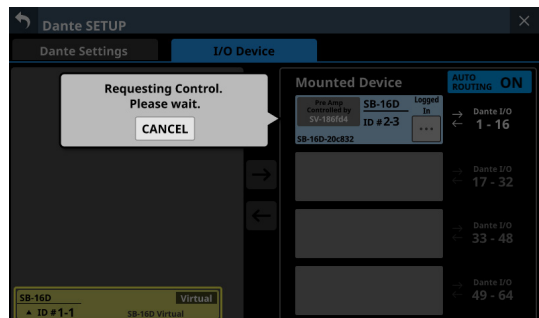 Dante SETUP
Dante Settings
I/O Device
Requesting Control.
Please wait.
CANCEL
Mounted Device
AUTO
ROUTING ON
Pre Amp
Controlled by
SV-186fd4
SB-16D
ID #2-3
Logged
In
...
SB-16D-20c832
Dante I/O
1 - 16
Dante I/O
17 - 32
Dante I/O
33 - 48
Dante I/O
49 - 64
SB-16D
Virtual
ID #1-1
SB-16D Virtual